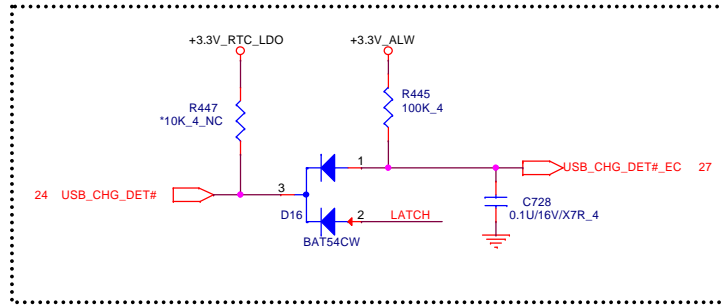 +3.3V_RTC_LDO
+3.3V_ALW
R447
*10K_4_NC
R445
100K_4
1
USB_CHG_DET#_EC 27
24 USB_CHG_DET#
3
C728
0.1U/16V/X7R_4
D16
2
LATCH
BAT54CW